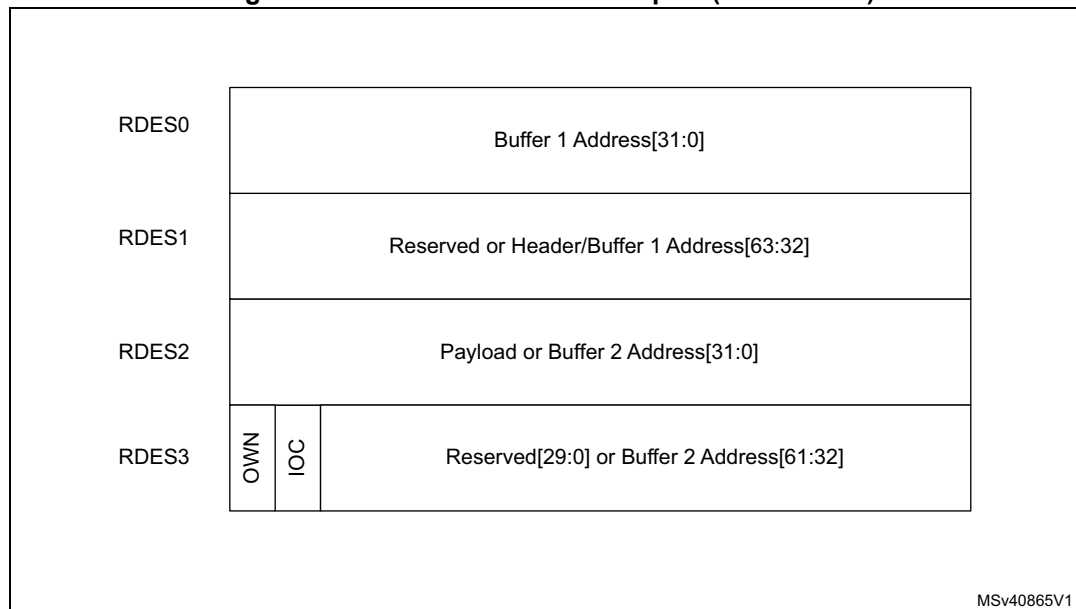 RDES0
Buffer 1 Address[31:0]
RDES1
Reserved or Header/Buffer 1 Address[63:32]
RDES2
Payload or Buffer 2 Address[31:0]
RDES3
OWN
IOC
Reserved[29:0] or Buffer 2 Address[61:32]
MSv40865V1